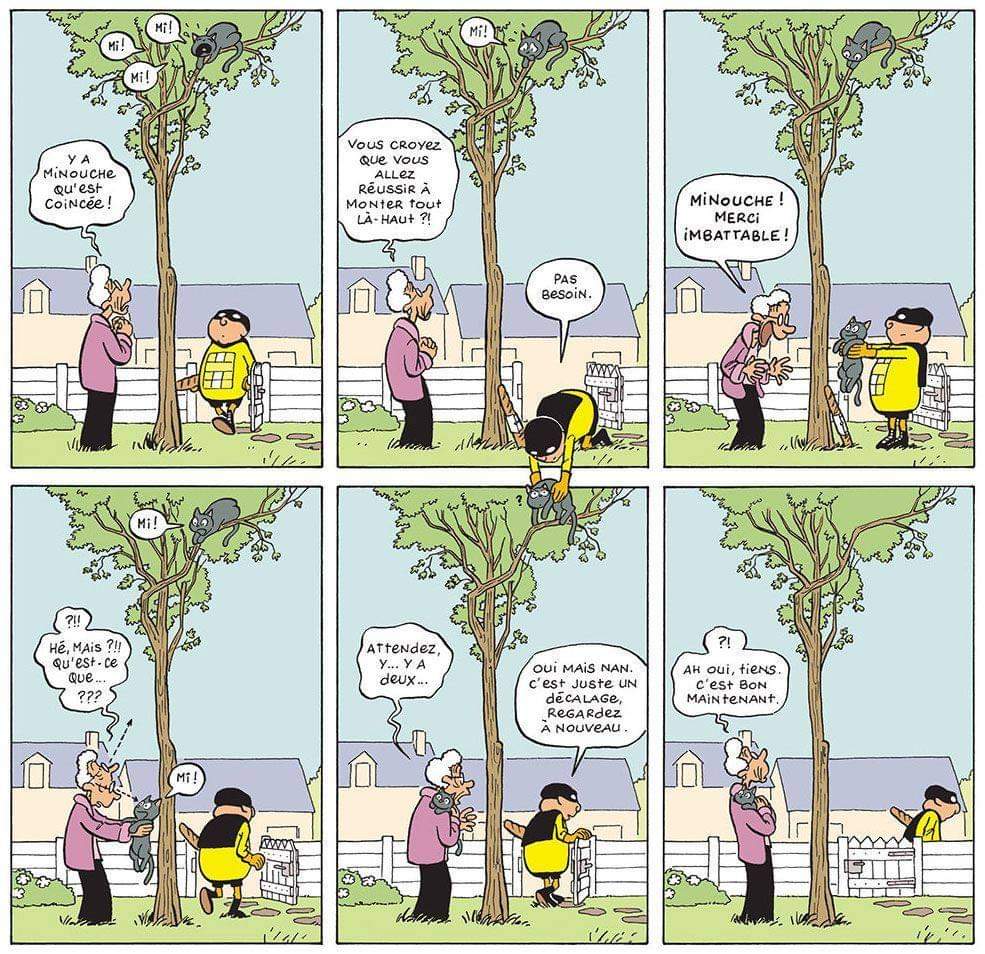 Mi!
Mi!
Mi!
Y A
MINOUCHE
QU'EST
COINCÉE !
Mi!
VOUS CROYEZ
QUE VOUS
ALLEZ
RÉUSSIR À
MONTER TOUT
LÀ-HAUT ?!
PAS
BESOIN.
MINOUCHE !
MERCI
IMBATTABLE !
Mi!
?!!
HÉ, MAIS ?!!
QU'EST-CE
QUE...
???
Mi!
ATTENDEZ,
Y... Y A
DEUX...
OUI MAIS NAN.
C'EST JUSTE UN
DÉCALAGE,
REGARDEZ
À NOUVEAU.
?
?!
AH OUI, TIENS.
C'EST BON
MAINTENANT.